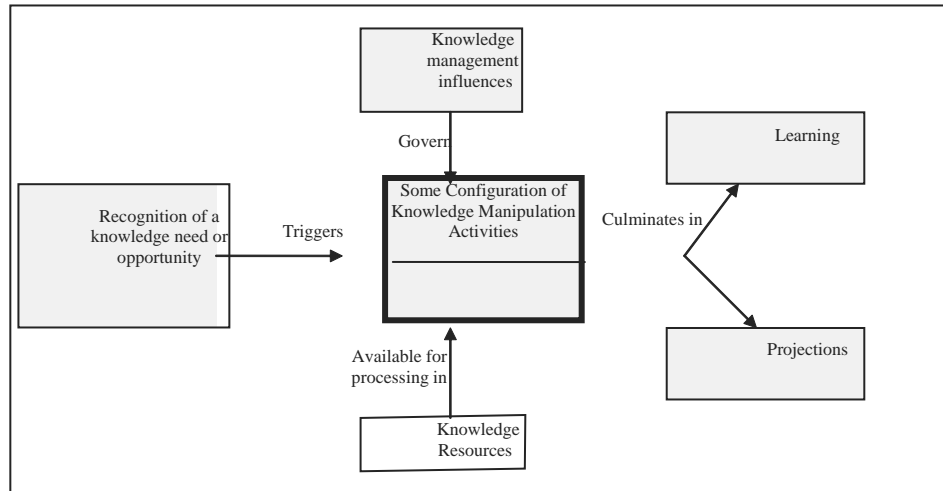 Knowledge
management
influences
Govern
Learning
Some Configuration of
Knowledge Manipulation
Activities
Culminates in
Recognition of a
knowledge need or
opportunity
Triggers
Available for
processing in
Projections
Knowledge
Resources